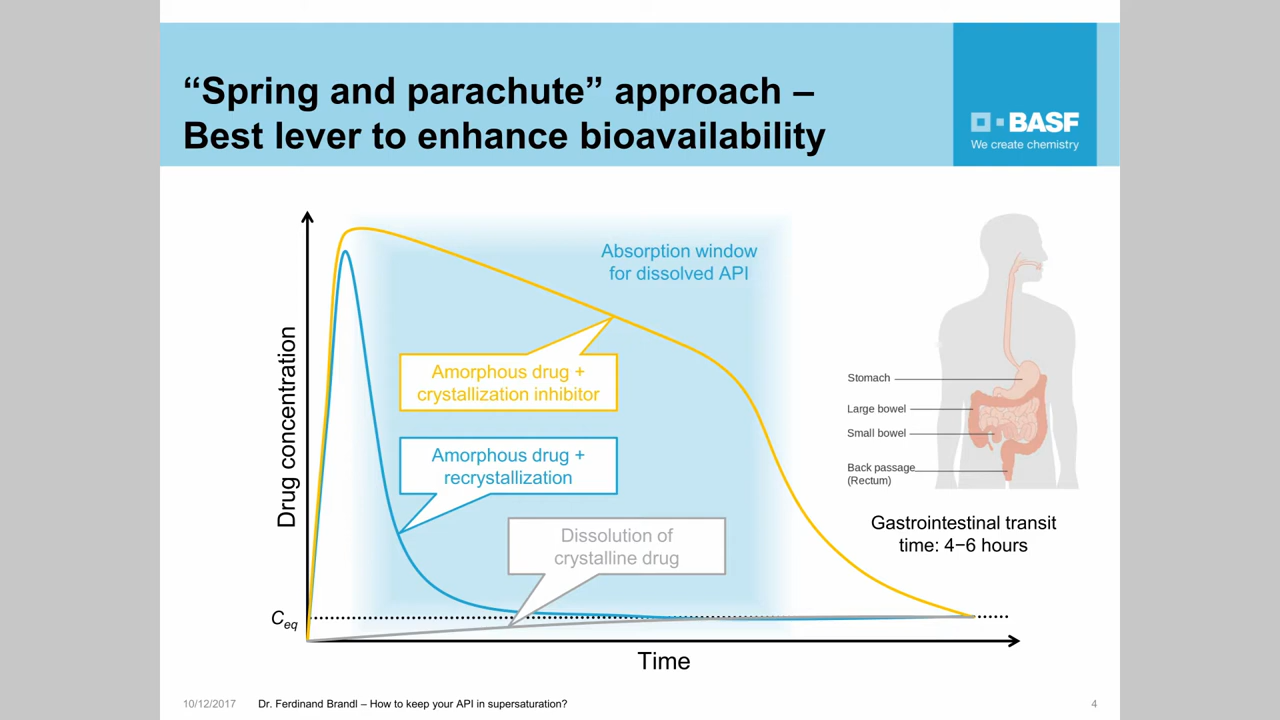 “Spring and parachute” approach –
Best lever to enhance bioavailability
BASF
We create chemistry
Absorption window
for dissolved API
Drug concentration
Amorphous drug +
crystallization inhibitor
Amorphous drug +
recrystallization
Dissolution of
crystalline drug
Ceq
Time
Stomach
Large bowel
Small bowel
Back passage
(Rectum)
Gastrointestinal transit
time: 4−6 hours
10/12/2017
Dr. Ferdinand Brandl – How to keep your API in supersaturation?
4